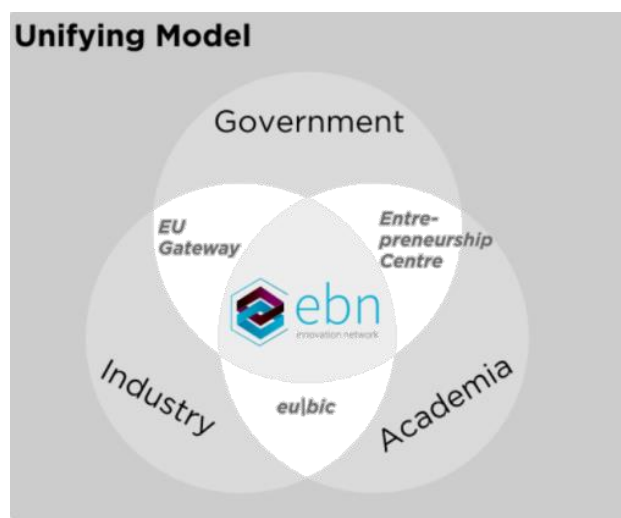 Unifying Model
Government
EU
Gateway
Entre-
preneurship
Centre
ebn
innovation network
Industry
eu|bic
Academia